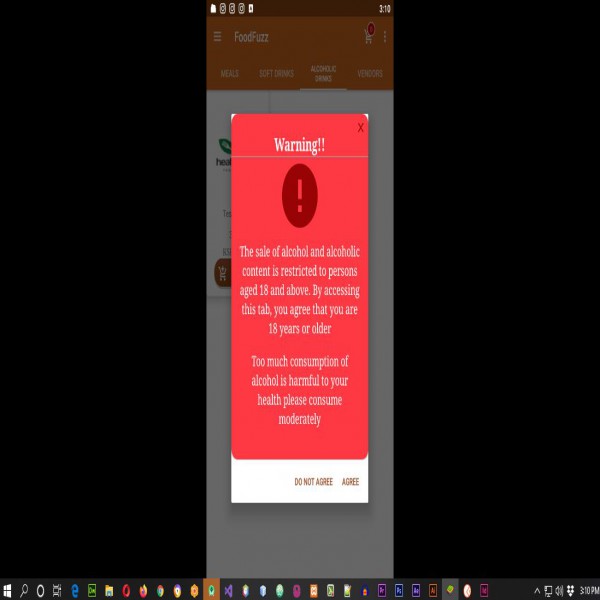 3:10
FoodFuzz
MEALS
SOFT DRINKS
ALCOHOLIC
DRINKS
VENDORS
X
Warning!!
!
The sale of alcohol and alcoholic
content is restricted to persons
aged 18 and above. By accessing
this tab, you agree that you are
18 years or older
Too much consumption of
alcohol is harmful to your
health please consume
moderately
DO NOT AGREE
AGREE
3:10 PM